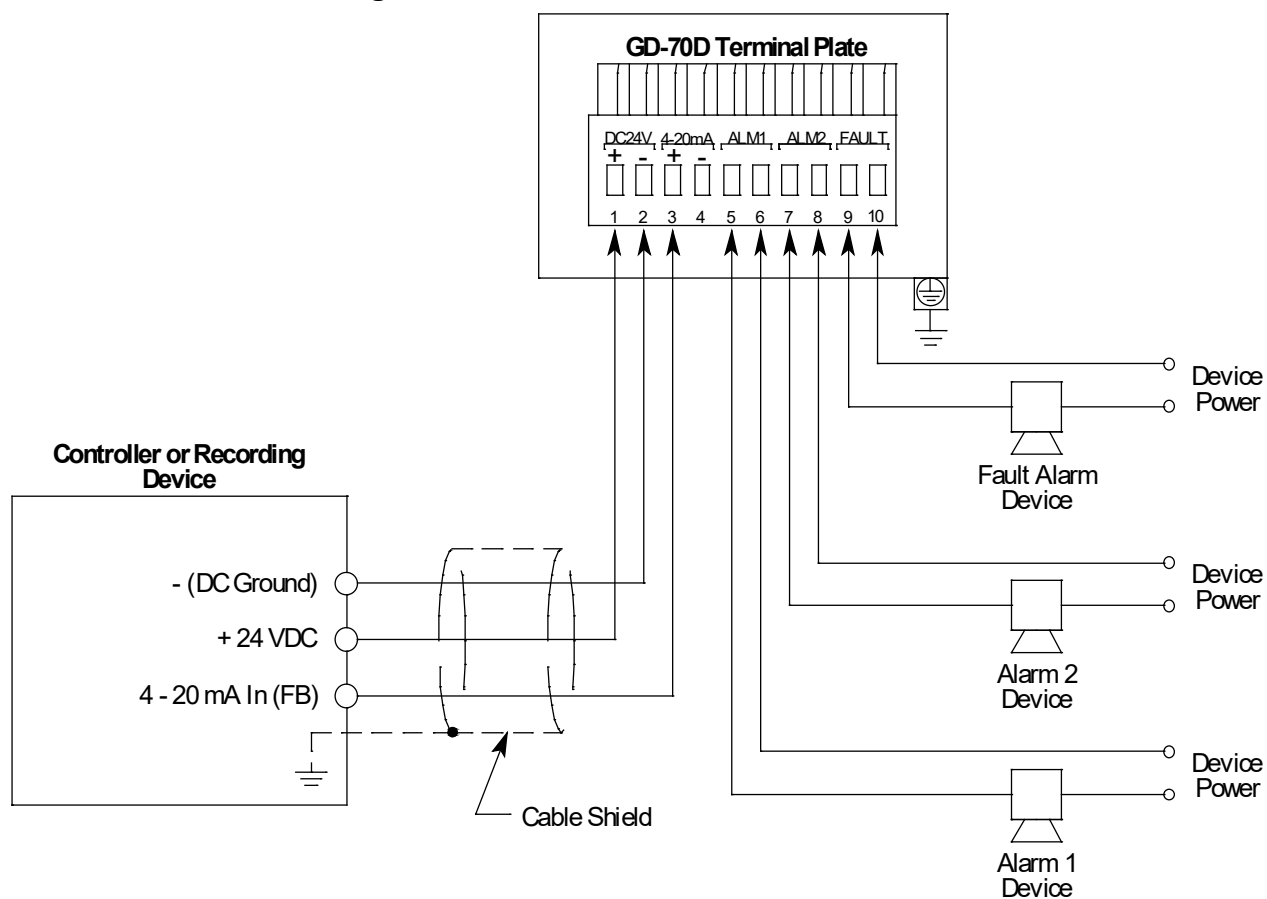 GD-70D Terminal Plate
DC24V 4-20mA ALM1 ALM2 FAULT
+ - + -
1 2 3 4 5 6 7 8 9 10
Device
Power
Fault Alarm
Device
Controller or Recording
Device
- (DC Ground)
+ 24 VDC
4 - 20 mA In (FB)
Cable Shield
Device
Power
Alarm 2
Device
Device
Power
Alarm 1
Device